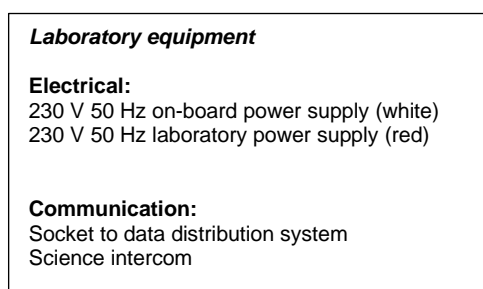 Laboratory equipment
Electrical:
230 V 50 Hz on-board power supply (white)
230 V 50 Hz laboratory power supply (red)
Communication:
Socket to data distribution system
Science intercom